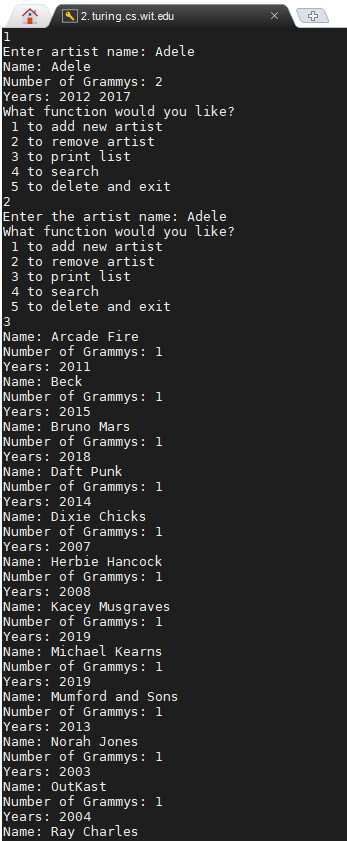 2. turing.cs.wit.edu
1
Enter artist name: Adele
Name: Adele
Number of Grammys: 2
Years: 2012 2017
What function would you like?
 1 to add new artist
 2 to remove artist
 3 to print list
 4 to search
 5 to delete and exit
2
Enter the artist name: Adele
What function would you like?
 1 to add new artist
 2 to remove artist
 3 to print list
 4 to search
 5 to delete and exit
3
Name: Arcade Fire
Number of Grammys: 1
Years: 2011
Name: Beck
Number of Grammys: 1
Years: 2015
Name: Bruno Mars
Number of Grammys: 1
Years: 2018
Name: Daft Punk
Number of Grammys: 1
Years: 2014
Name: Dixie Chicks
Number of Grammys: 1
Years: 2007
Name: Herbie Hancock
Number of Grammys: 1
Years: 2008
Name: Kacey Musgraves
Number of Grammys: 1
Years: 2019
Name: Michael Kearns
Number of Grammys: 1
Years: 2019
Name: Mumford and Sons
Number of Grammys: 1
Years: 2013
Name: Norah Jones
Number of Grammys: 1
Years: 2003
Name: OutKast
Number of Grammys: 1
Years: 2004
Name: Ray Charles